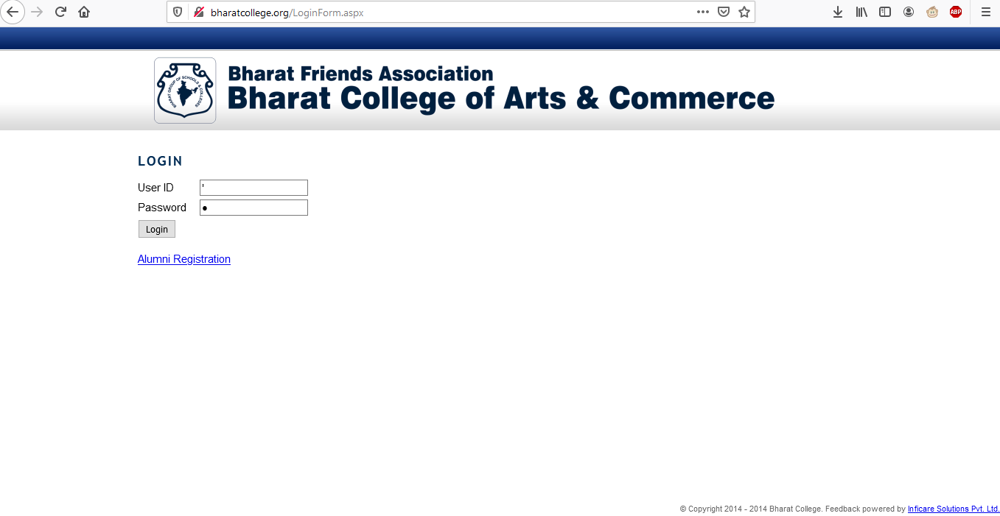 bharatcollege.org/LoginForm.aspx
ABP
BHARAT GROUP OF SCHOOLS & COLLEGES
Bharat Friends Association
Bharat College of Arts & Commerce
LOGIN
User ID '
Password ●
Login
Alumni Registration
© Copyright 2014 - 2014 Bharat College. Feedback powered by Inficare Solutions Pvt. Ltd.